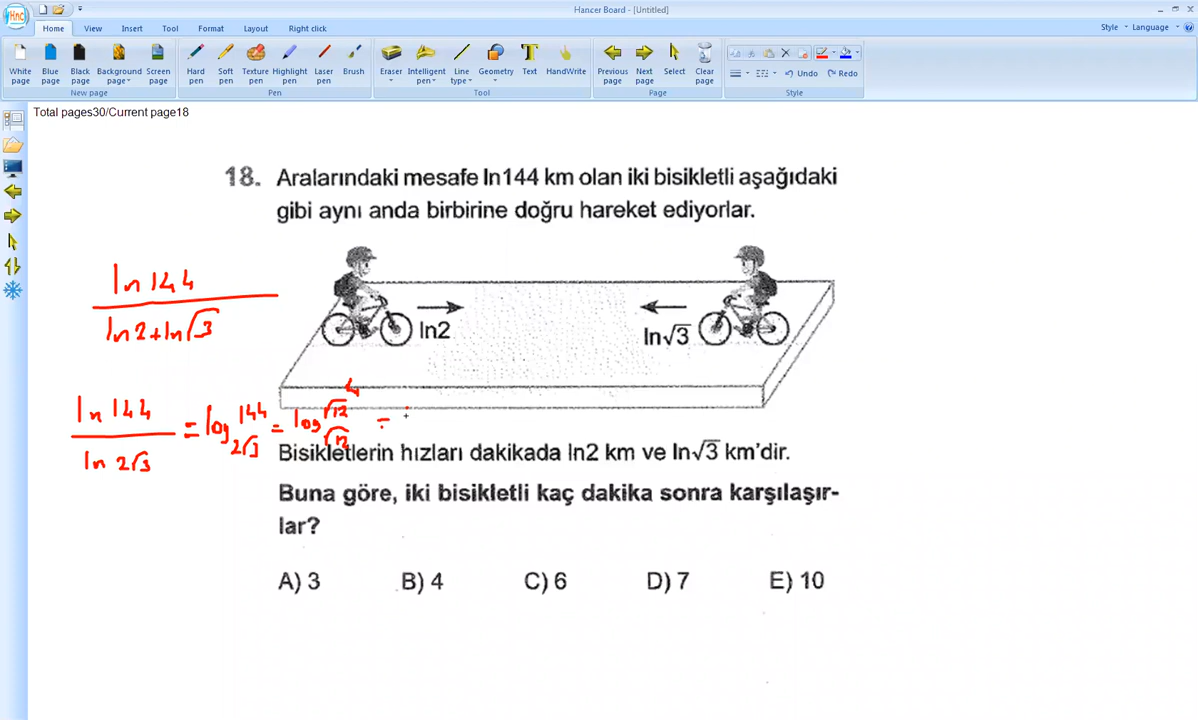 Hancer Board - [Untitled]
Home View Insert Tool Format Layout Right click
Style Language
White page Blue page Black page Background page Screen page
Hard pen Soft pen Texture pen Highlight pen Laser pen Brush
Eraser Intelligent pen Line type Geometry Text HandWrite
Previous page Next page Select Clear page
Undo Redo
New page Pen Tool Page Style
Total pages30/Current page18
18. Aralarındaki mesafe ln144 km olan iki bisikletli aşağıdaki
gibi aynı anda birbirine doğru hareket ediyorlar.
ln 144
ln2+ln√3
ln2
ln√3
ln 144
ln 2√3
= log 2√3 144 = log √12 √12 4 =
Bisikletlerin hızları dakikada ln2 km ve ln√3 km'dir.
Buna göre, iki bisikletli kaç dakika sonra karşılaşır-
lar?
A) 3 B) 4 C) 6 D) 7 E) 10